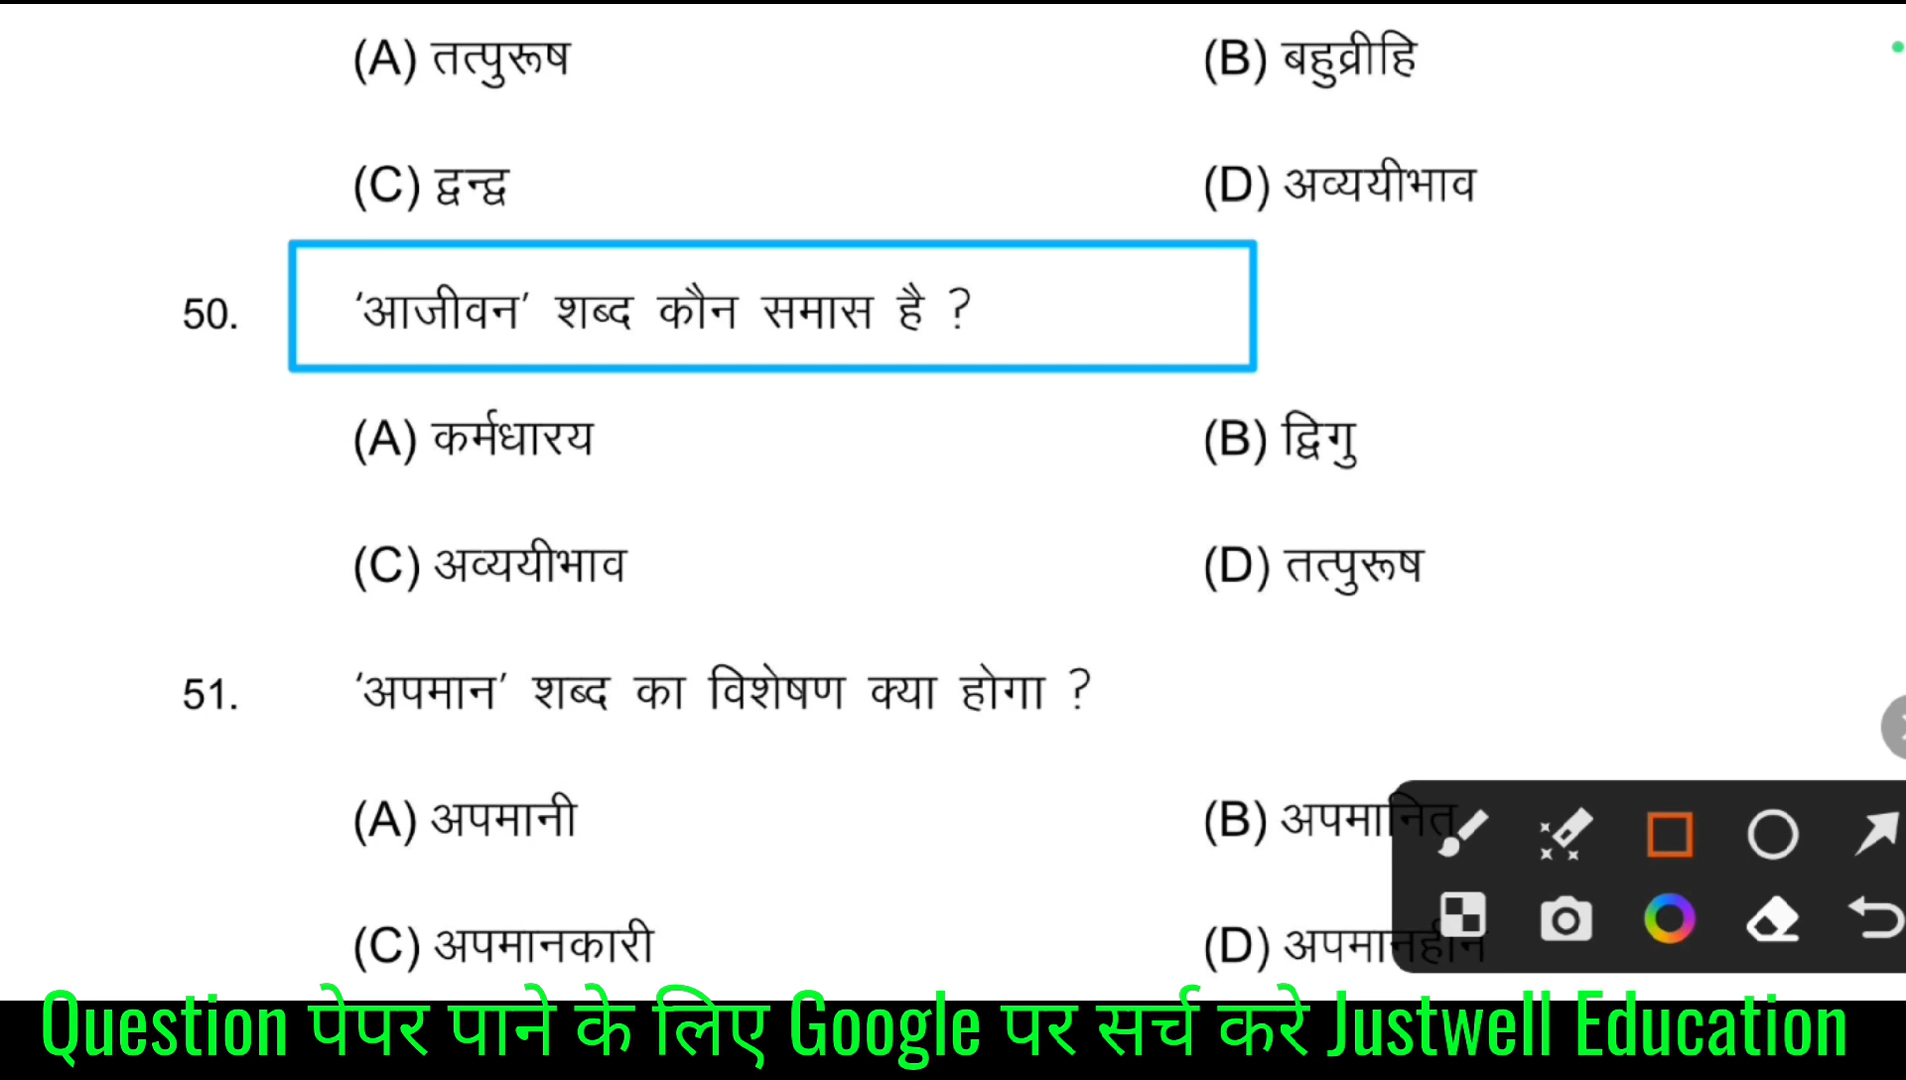 (A) तत्पुरूष (B) बहुव्रीहि
(C) द्वन्द्व (D) अव्ययीभाव
50. ‘आजीवन’ शब्द कौन समास है ?
(A) कर्मधारय (B) द्विगु
(C) अव्ययीभाव (D) तत्पुरूष
51. ‘अपमान’ शब्द का विशेषण क्या होगा ?
(A) अपमानी (B) अपमानित
(C) अपमानकारी (D) अपमानहीन
Question पेपर पाने के लिए Google पर सर्च करे Justwell Education